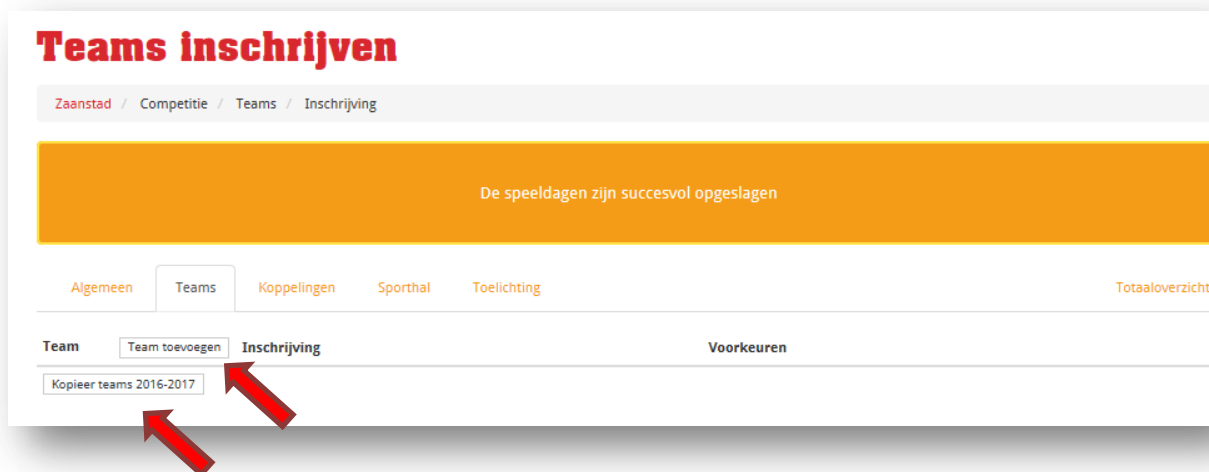 Teams inschrijven
Zaanstad / Competitie / Teams / Inschrijving
De speeldagen zijn succesvol opgeslagen
Algemeen Teams Koppelingen Sporthal Toelichting Totaaloverzicht
Team Team toevoegen Inschrijving Voorkeuren
Kopieer teams 2016-2017